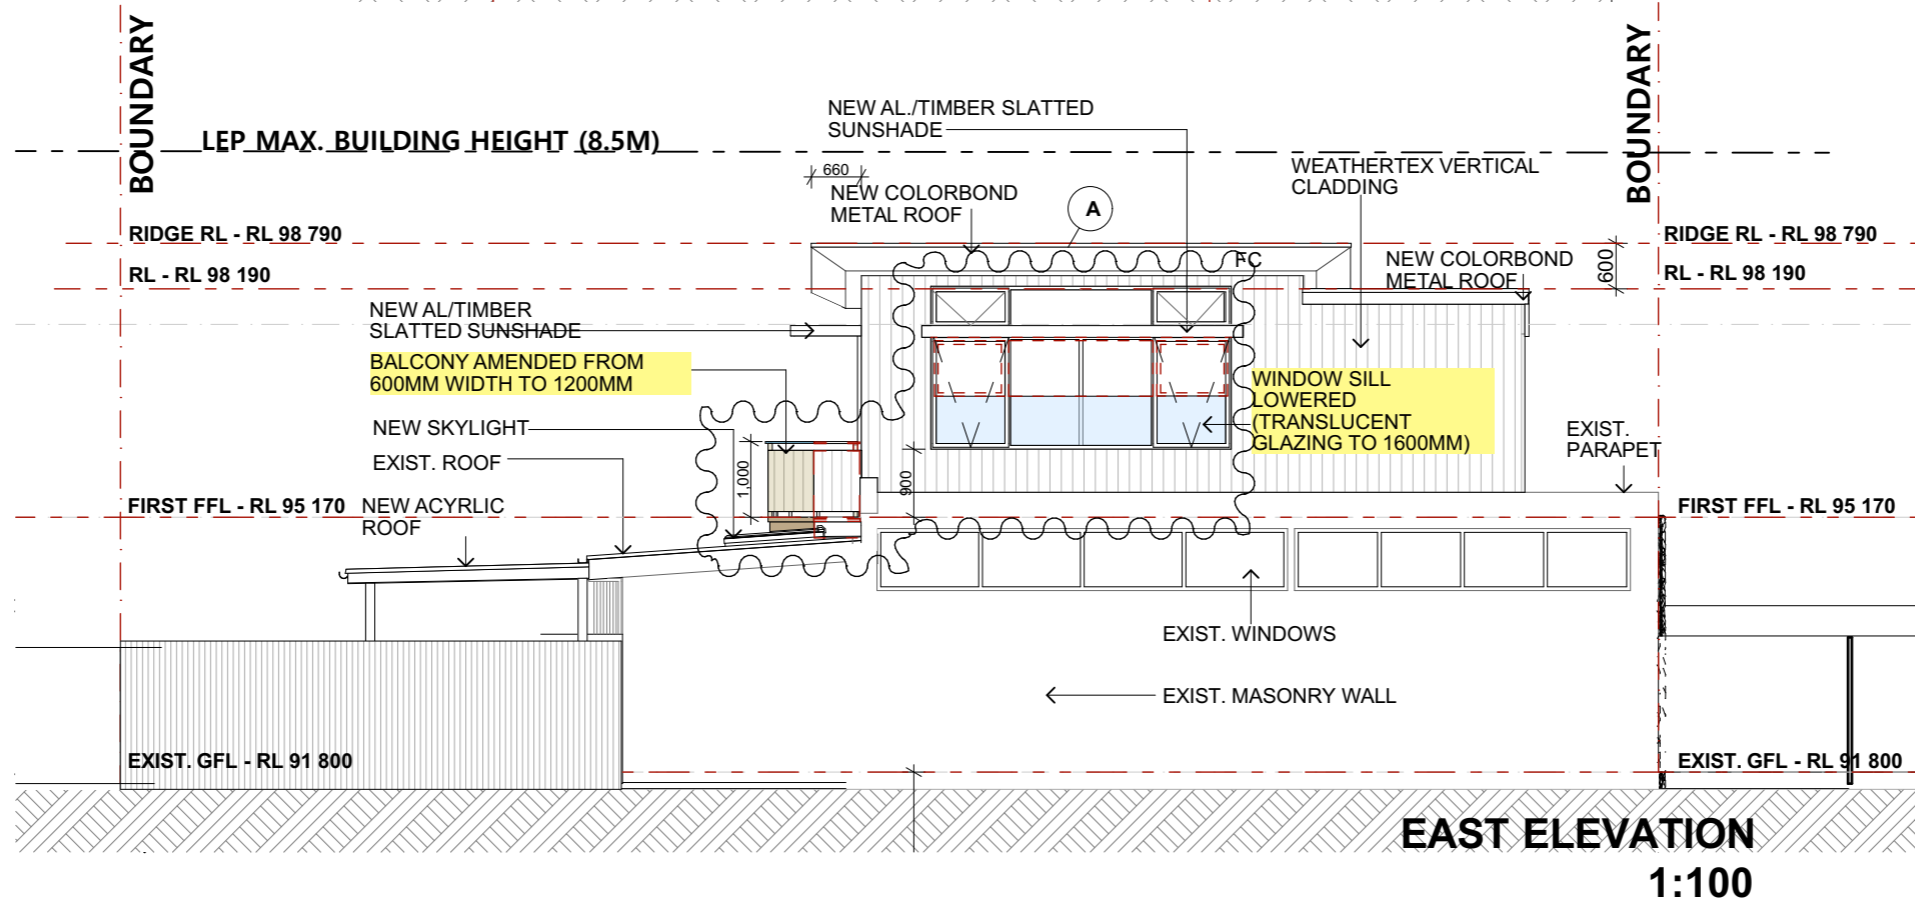 BOUNDARY
BOUNDARY
NEW AL./TIMBER SLATTED
SUNSHADE
LEP MAX. BUILDING HEIGHT (8.5M)
WEATHERTEX VERTICAL
CLADDING
660
NEW COLORBOND
METAL ROOF
A
RIDGE RL - RL 98 790
RIDGE RL - RL 98 790
FC
NEW COLORBOND
METAL ROOF
600
RL - RL 98 190
RL - RL 98 190
NEW AL/TIMBER
SLATTED SUNSHADE
BALCONY AMENDED FROM
600MM WIDTH TO 1200MM
WINDOW SILL
LOWERED
(TRANSLUCENT
GLAZING TO 1600MM)
NEW SKYLIGHT
EXIST.
PARAPET
EXIST. ROOF
1,000
900
FIRST FFL - RL 95 170
NEW ACYRLIC
ROOF
FIRST FFL - RL 95 170
EXIST. WINDOWS
EXIST. MASONRY WALL
EXIST. GFL - RL 91 800
EXIST. GFL - RL 91 800
EAST ELEVATION
1:100